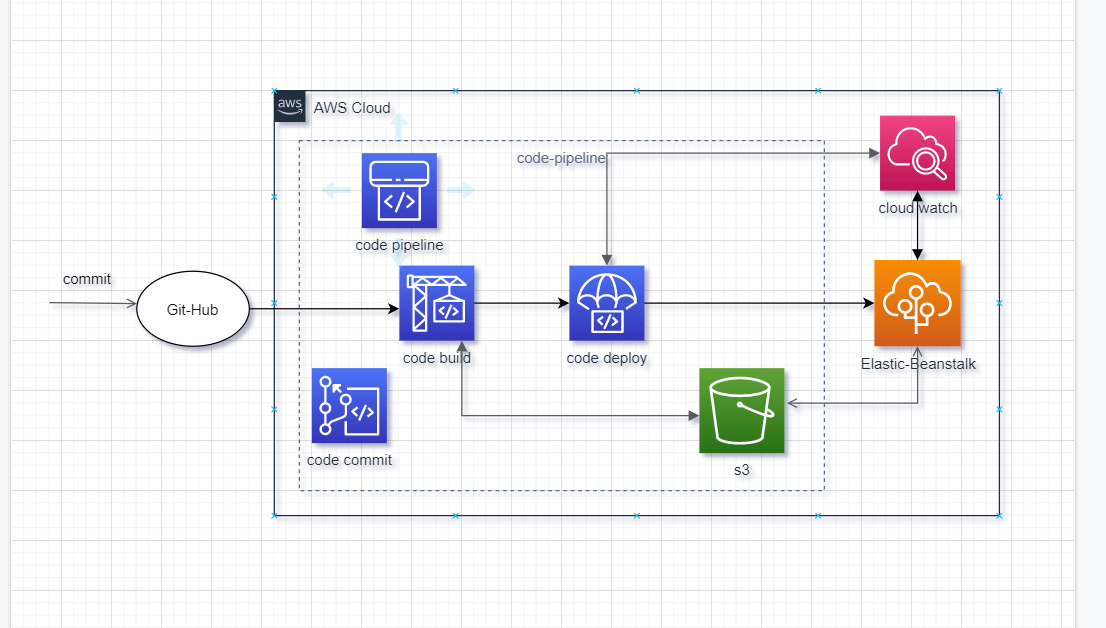 aws
AWS Cloud
code-pipeline
code pipeline
cloud watch
commit
Git-Hub
code build
code deploy
Elastic-Beanstalk
code commit
s3